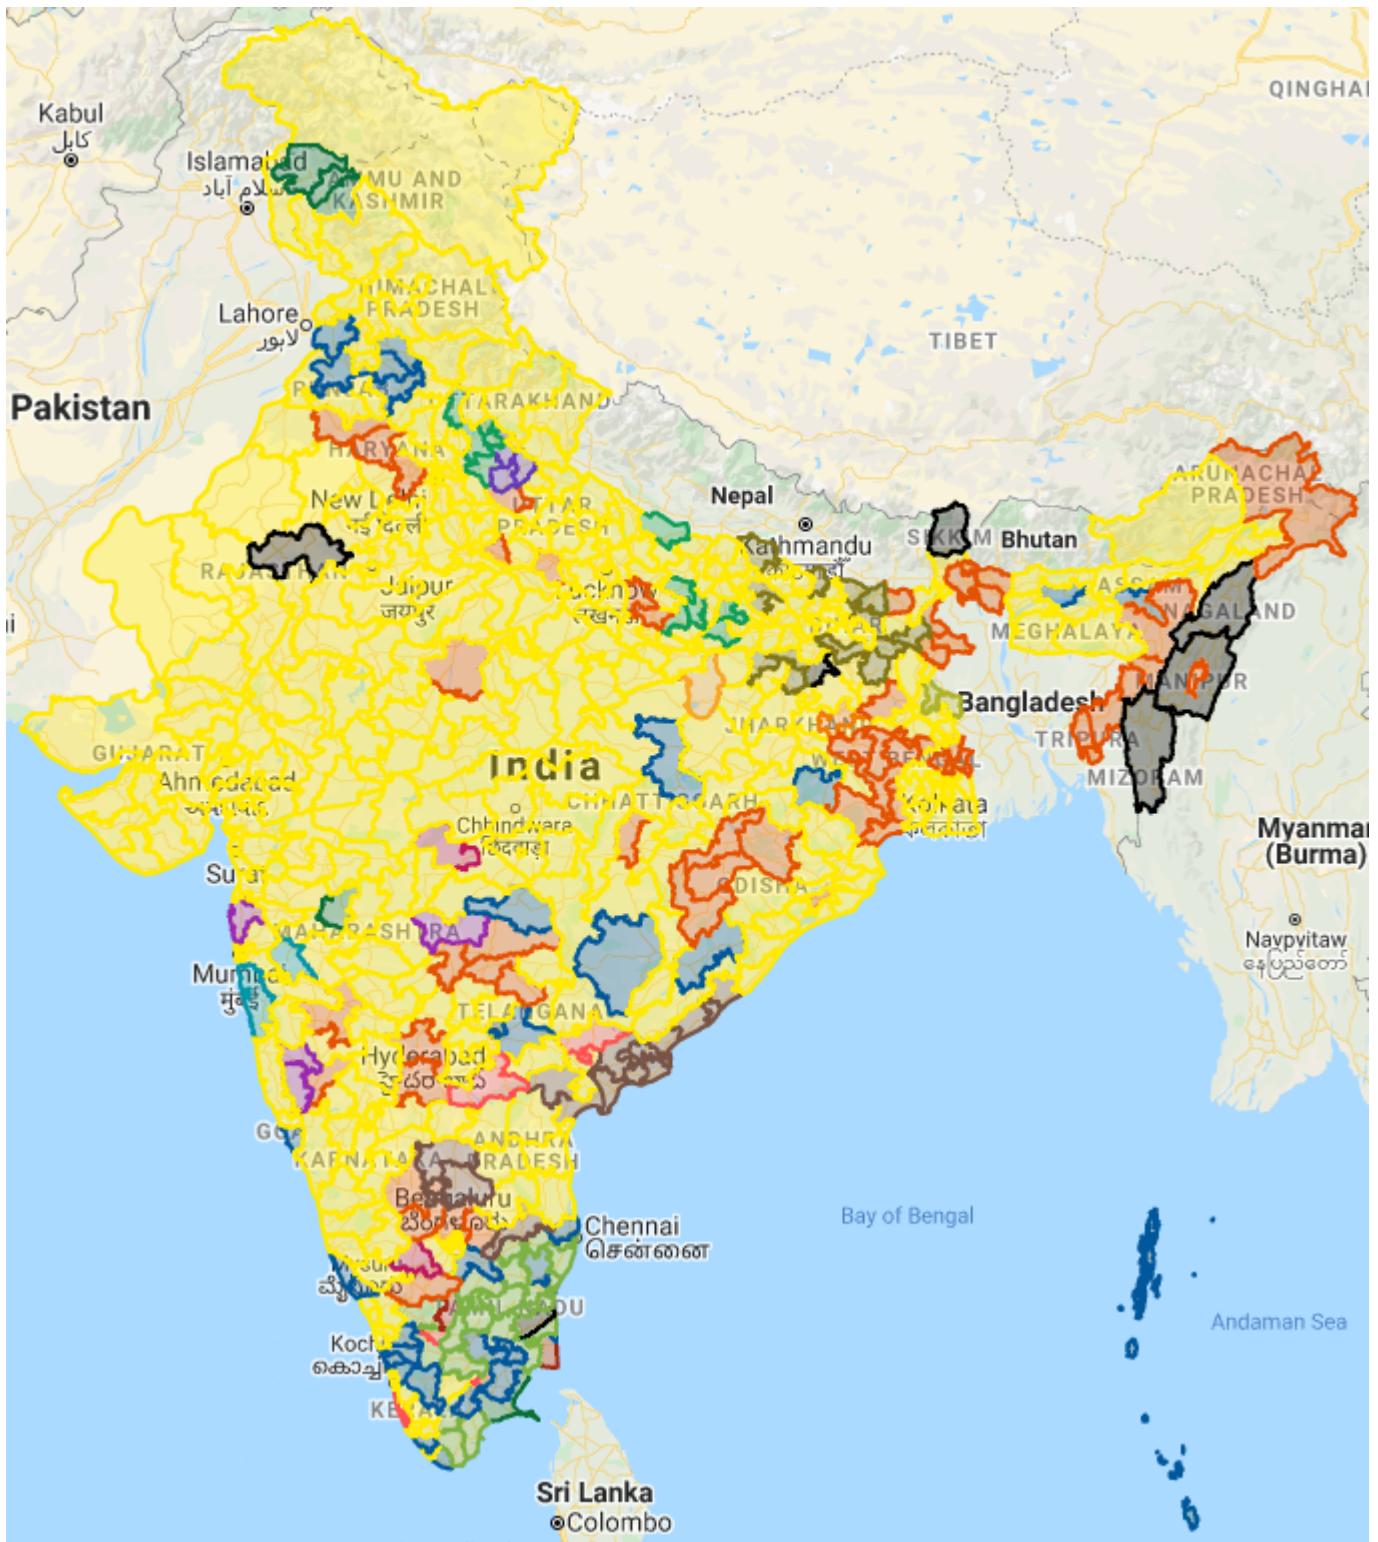 QINGHAI
Kabul
کابل
Islamabad
JAMMU AND
KASHMIR
HIMACHAL
PRADESH
Lahore
لاہور
TIBET
Pakistan
UTTARAKHAND
HARYANA
ARUNACHAL
PRADESH
New Delhi
Nepal
UTTAR
PRADESH
SIKKIM
Bhutan
Kathmandu
RAJASTHAN
Jaipur
जयपुर
ASSAM
Lucknow
लखनऊ
NAGALAND
BIHAR
MEGHALAYA
MANIPUR
Bangladesh
JHARKHAND
TRIPURA
GUJARAT
India
WEST BENGAL
MIZORAM
Ahmedabad
CHHATTISGARH
Kolkata
Chhindwara
छिंदवाड़ा
Myanmar
(Burma)
Surat
ODISHA
MAHARASHTRA
Naypyitaw
နေပြည်တော်
Mumbai
मुंबई
TELANGANA
Hyderabad
GOA
KARNATAKA
ANDHRA
PRADESH
Bengaluru
Bay of Bengal
Chennai
சென்னை
Mysuru
ಮೈಸೂರು
TAMIL NADU
Andaman Sea
Kochi
കൊച്ചി
KERALA
Sri Lanka
Colombo